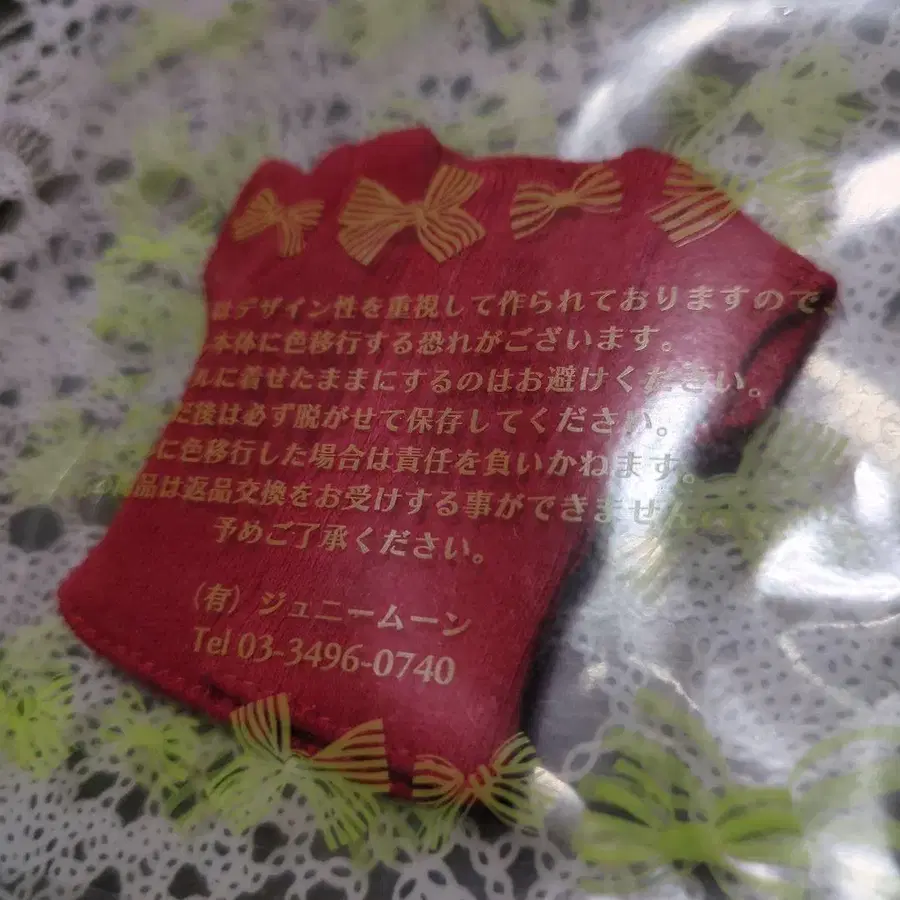 デザイン性を重視して作られておりますので、
本体に色移行する恐れがございます。
ルに着せたままにするのはお避けください。
後は必ず脱がせて保存してください。
に色移行した場合は責任を負いかねます。
品は返品交換をお受けする事ができません
予めご了承ください。
(有) ジュニームーン
Tel 03-3496-0740